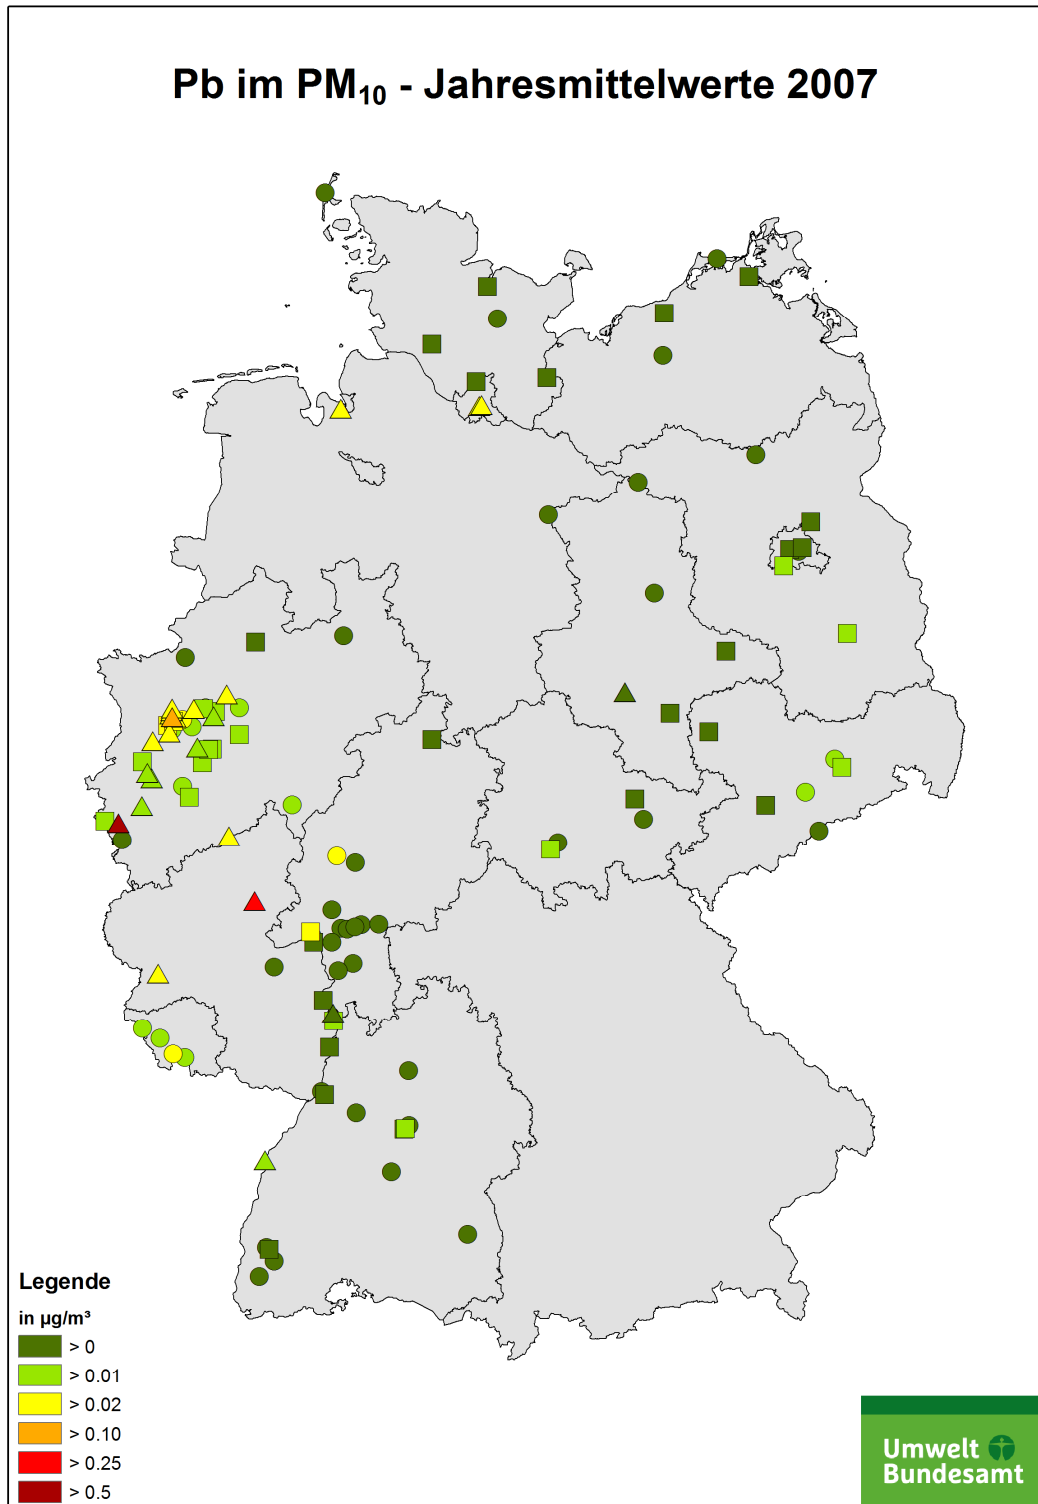 Pb im PM₁₀ - Jahresmittelwerte 2007
Legende
in µg/m³
> 0
> 0.01
> 0.02
> 0.10
> 0.25
> 0.5
Umwelt
Bundesamt